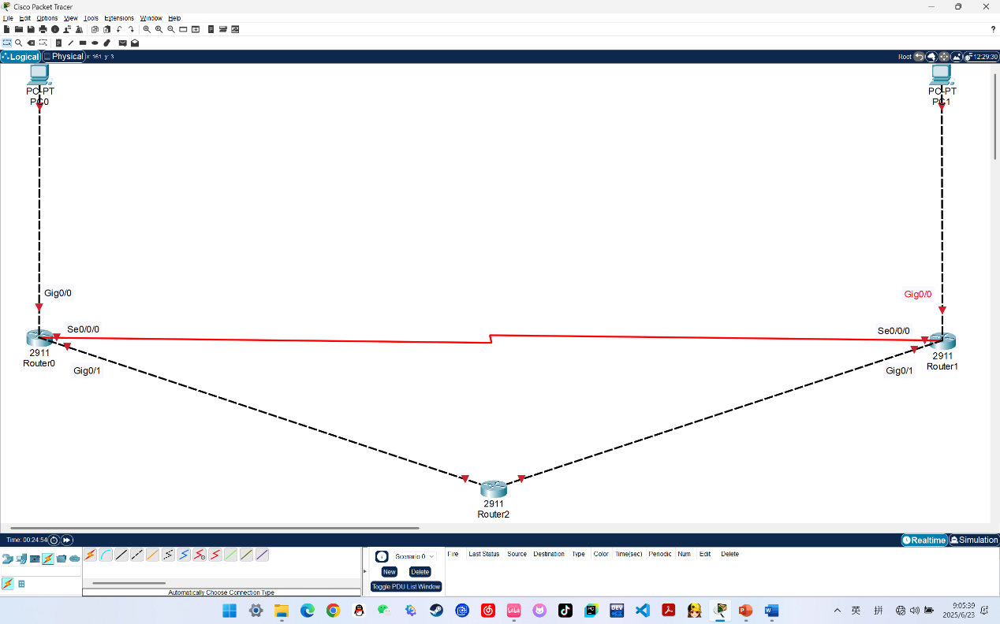 Cisco Packet Tracer
File Edit Options View Tools Extensions Window Help
?
Logical Physical x: 161, y: 3 Root 12:29:30
PC-PT
PC0
PC-PT
PC1
Gig0/0
Gig0/0
Se0/0/0
Se0/0/0
2911
Router0
2911
Router1
Gig0/1
Gig0/1
2911
Router2
Time: 00:24:54 Realtime Simulation
Scenario 0
New Delete
Toggle PDU List Window
Fire Last Status Source Destination Type Color Time(sec) Periodic Num Edit Delete
Automatically Choose Connection Type
英 拼 9:05:39
2025/6/23